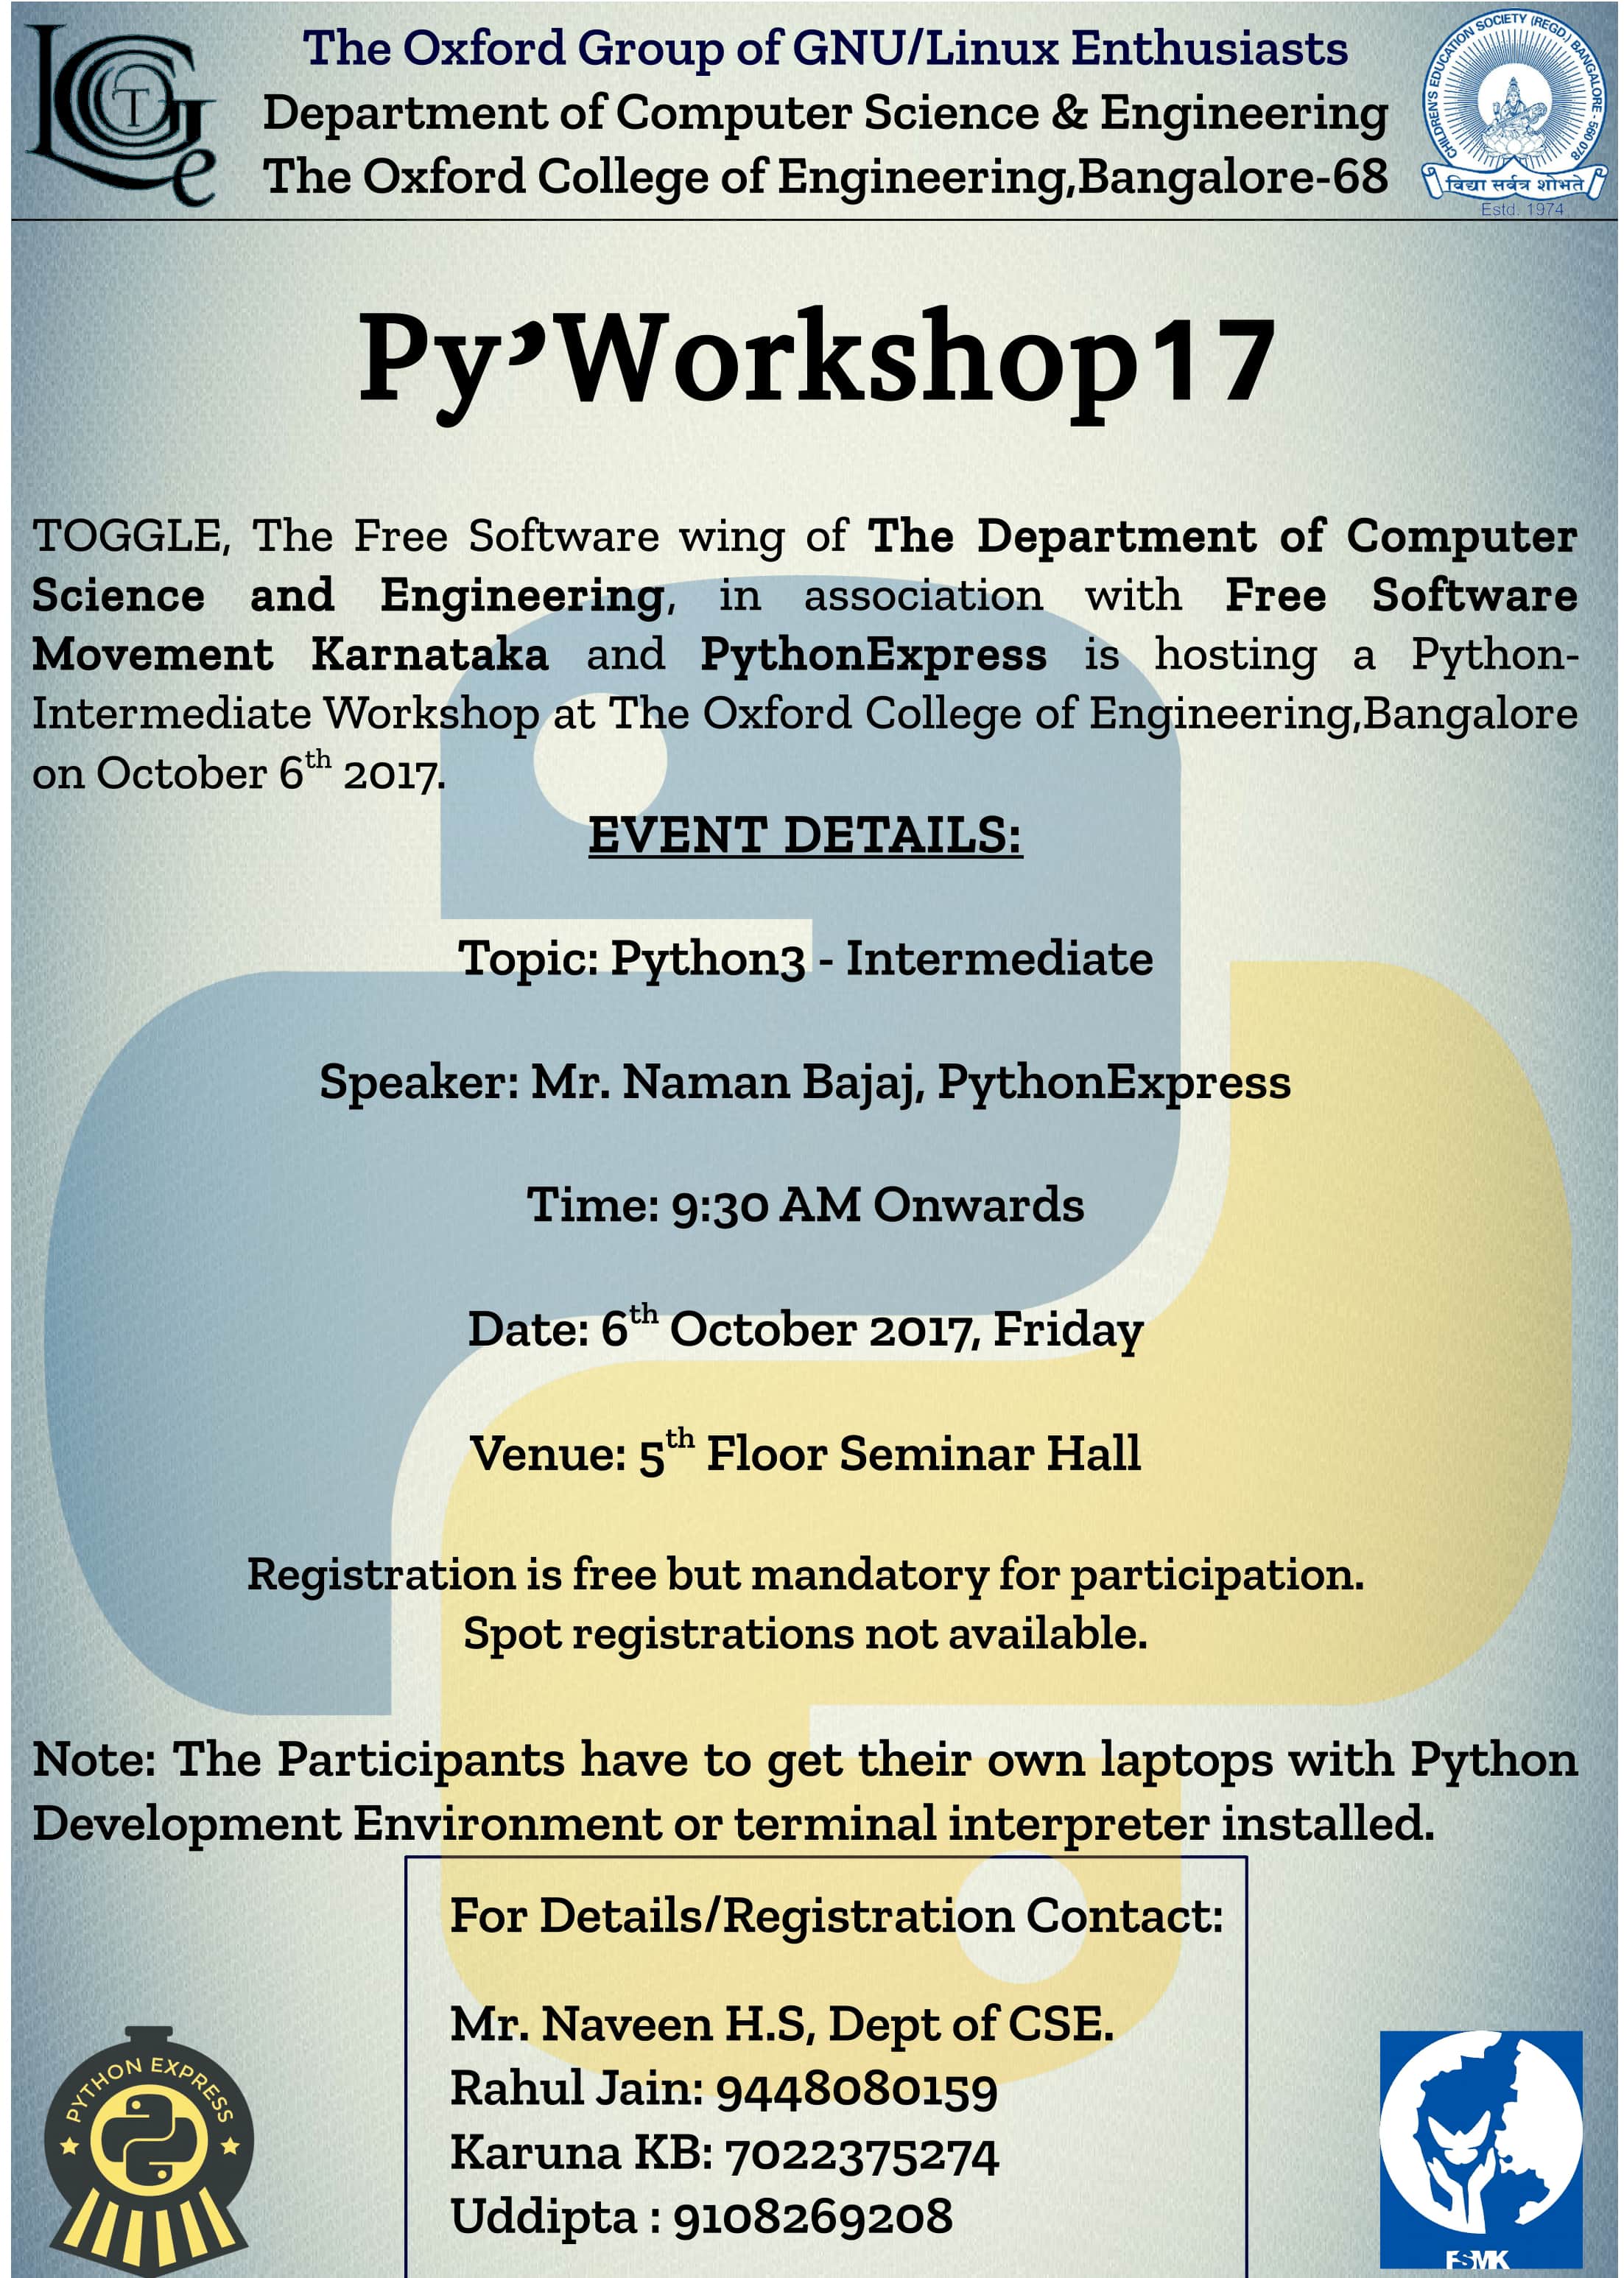 The Oxford Group of GNU/Linux Enthusiasts
Department of Computer Science & Engineering
The Oxford College of Engineering,Bangalore-68
CHILDREN'S EDUCATION SOCIETY (REGD.) BANGALORE - 560 078
विद्या सर्वत्र शोभते
Estd. 1974
Py’Workshop17
TOGGLE, The Free Software wing of The Department of Computer
Science and Engineering, in association with Free Software
Movement Karnataka and PythonExpress is hosting a Python-
Intermediate Workshop at The Oxford College of Engineering,Bangalore
on October 6th 2017.
EVENT DETAILS:
Topic: Python3 - Intermediate
Speaker: Mr. Naman Bajaj, PythonExpress
Time: 9:30 AM Onwards
Date: 6th October 2017, Friday
Venue: 5th Floor Seminar Hall
Registration is free but mandatory for participation.
Spot registrations not available.
Note: The Participants have to get their own laptops with Python
Development Environment or terminal interpreter installed.
For Details/Registration Contact:
Mr. Naveen H.S, Dept of CSE.
Rahul Jain: 9448080159
Karuna KB: 7022375274
Uddipta : 9108269208
PYTHON EXPRESS
FSMK